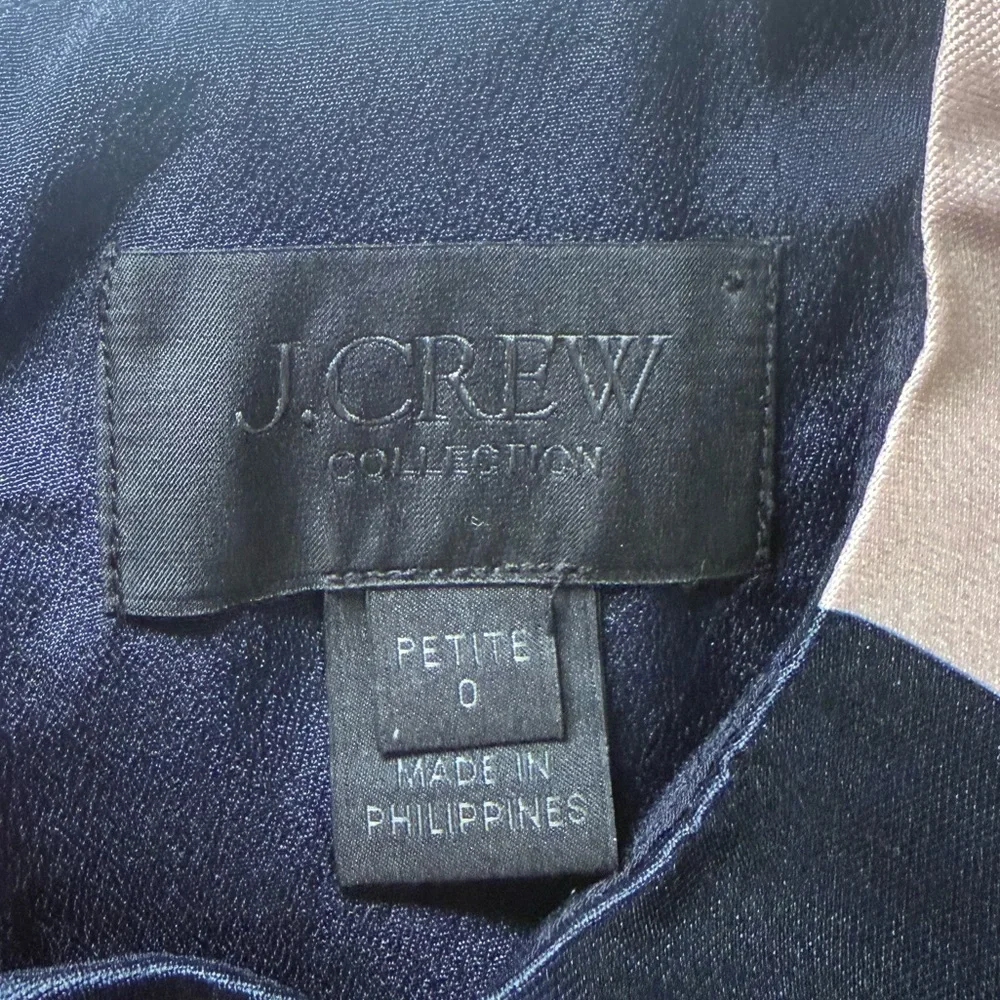 J.CREW
COLLECTION
PETITE
0
MADE IN
PHILIPPINES